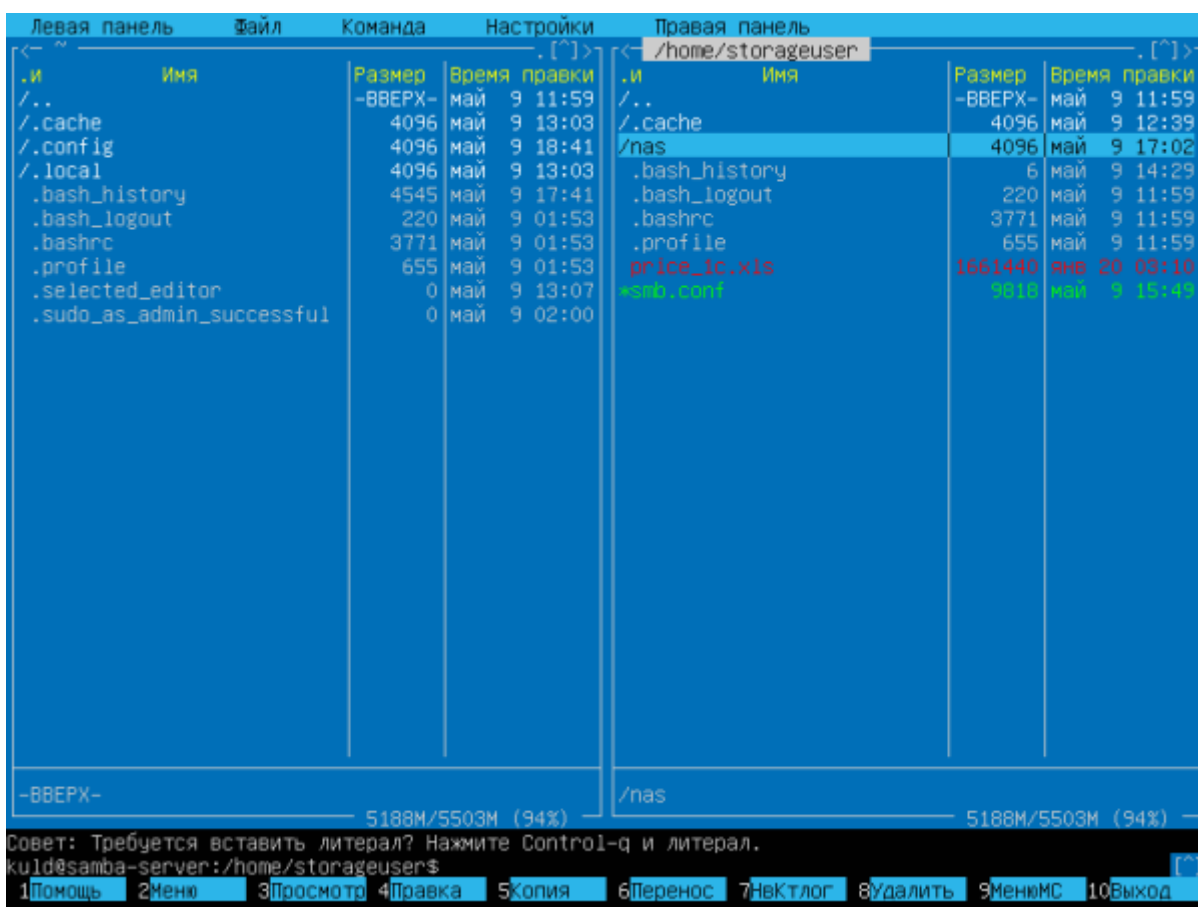 Левая панель Файл Команда Настройки Правая панель
<─ ~ ─.[^]> <─ /home/storageuser ─.[^]>
.и Имя Размер Время правки .и Имя Размер Время правки
/.. -ВВЕРХ- май 9 11:59 /.. -ВВЕРХ- май 9 11:59
/.cache 4096 май 9 13:03 /.cache 4096 май 9 12:39
/.config 4096 май 9 18:41 /nas 4096 май 9 17:02
/.local 4096 май 9 13:03 .bash_history 6 май 9 14:29
.bash_history 4545 май 9 17:41 .bash_logout 220 май 9 11:59
.bash_logout 220 май 9 01:53 .bashrc 3771 май 9 11:59
.bashrc 3771 май 9 01:53 .profile 655 май 9 11:59
.profile 655 май 9 01:53 price_1c.xls 1661440 янв 20 03:10
.selected_editor 0 май 9 13:07 *smb.conf 9818 май 9 15:49
.sudo_as_admin_successful 0 май 9 02:00
-ВВЕРХ- /nas
5188M/5503M (94%) 5188M/5503M (94%)
Совет: Требуется вставить литерал? Нажмите Control-q и литерал.
kuld@samba-server:/home/storageuser$ [^]
1Помощь 2Меню 3Просмотр 4Правка 5Копия 6Перенос 7НвКтлог 8Удалить 9МенюМС 10Выход